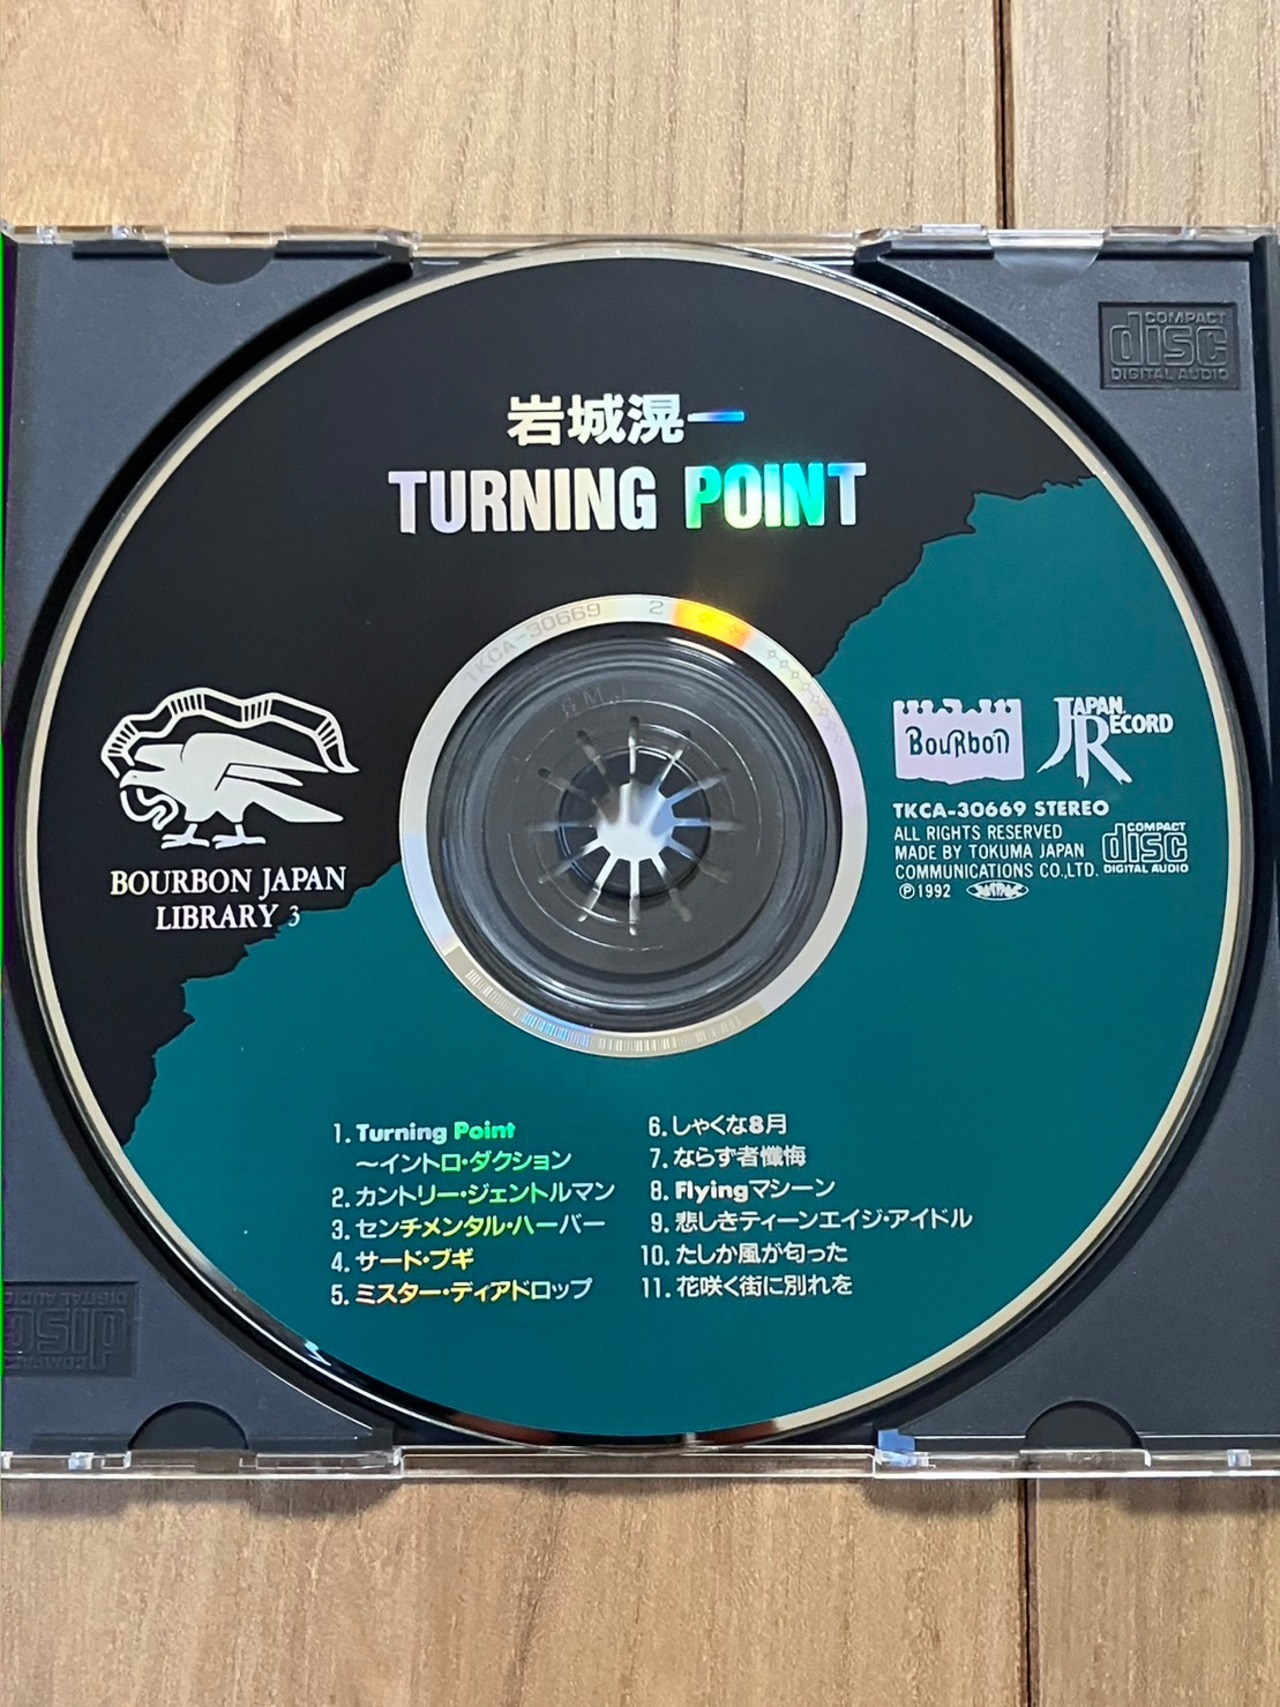 COMPACT
disc
DIGITAL AUDIO
岩城滉一
TURNING POINT
TKCA-30669 2
BOURBON JAPAN
LIBRARY 3
BouRbon
JAPAN RECORD
TKCA-30669 STEREO
ALL RIGHTS RESERVED
MADE BY TOKUMA JAPAN
COMMUNICATIONS CO.,LTD.
Ⓟ1992
COMPACT
disc
DIGITAL AUDIO
1. Turning Point
〜イントロ・ダクション
2. カントリー・ジェントルマン
3. センチメンタル・ハーバー
4. サード・ブギ
5. ミスター・ディアドロップ
6. しゃくな8月
7. ならず者懺悔
8. Flyingマシーン
9. 悲しきティーンエイジ・アイドル
10. たしか風が匂った
11. 花咲く街に別れを
COMPACT
disc
DIGITAL AUDIO